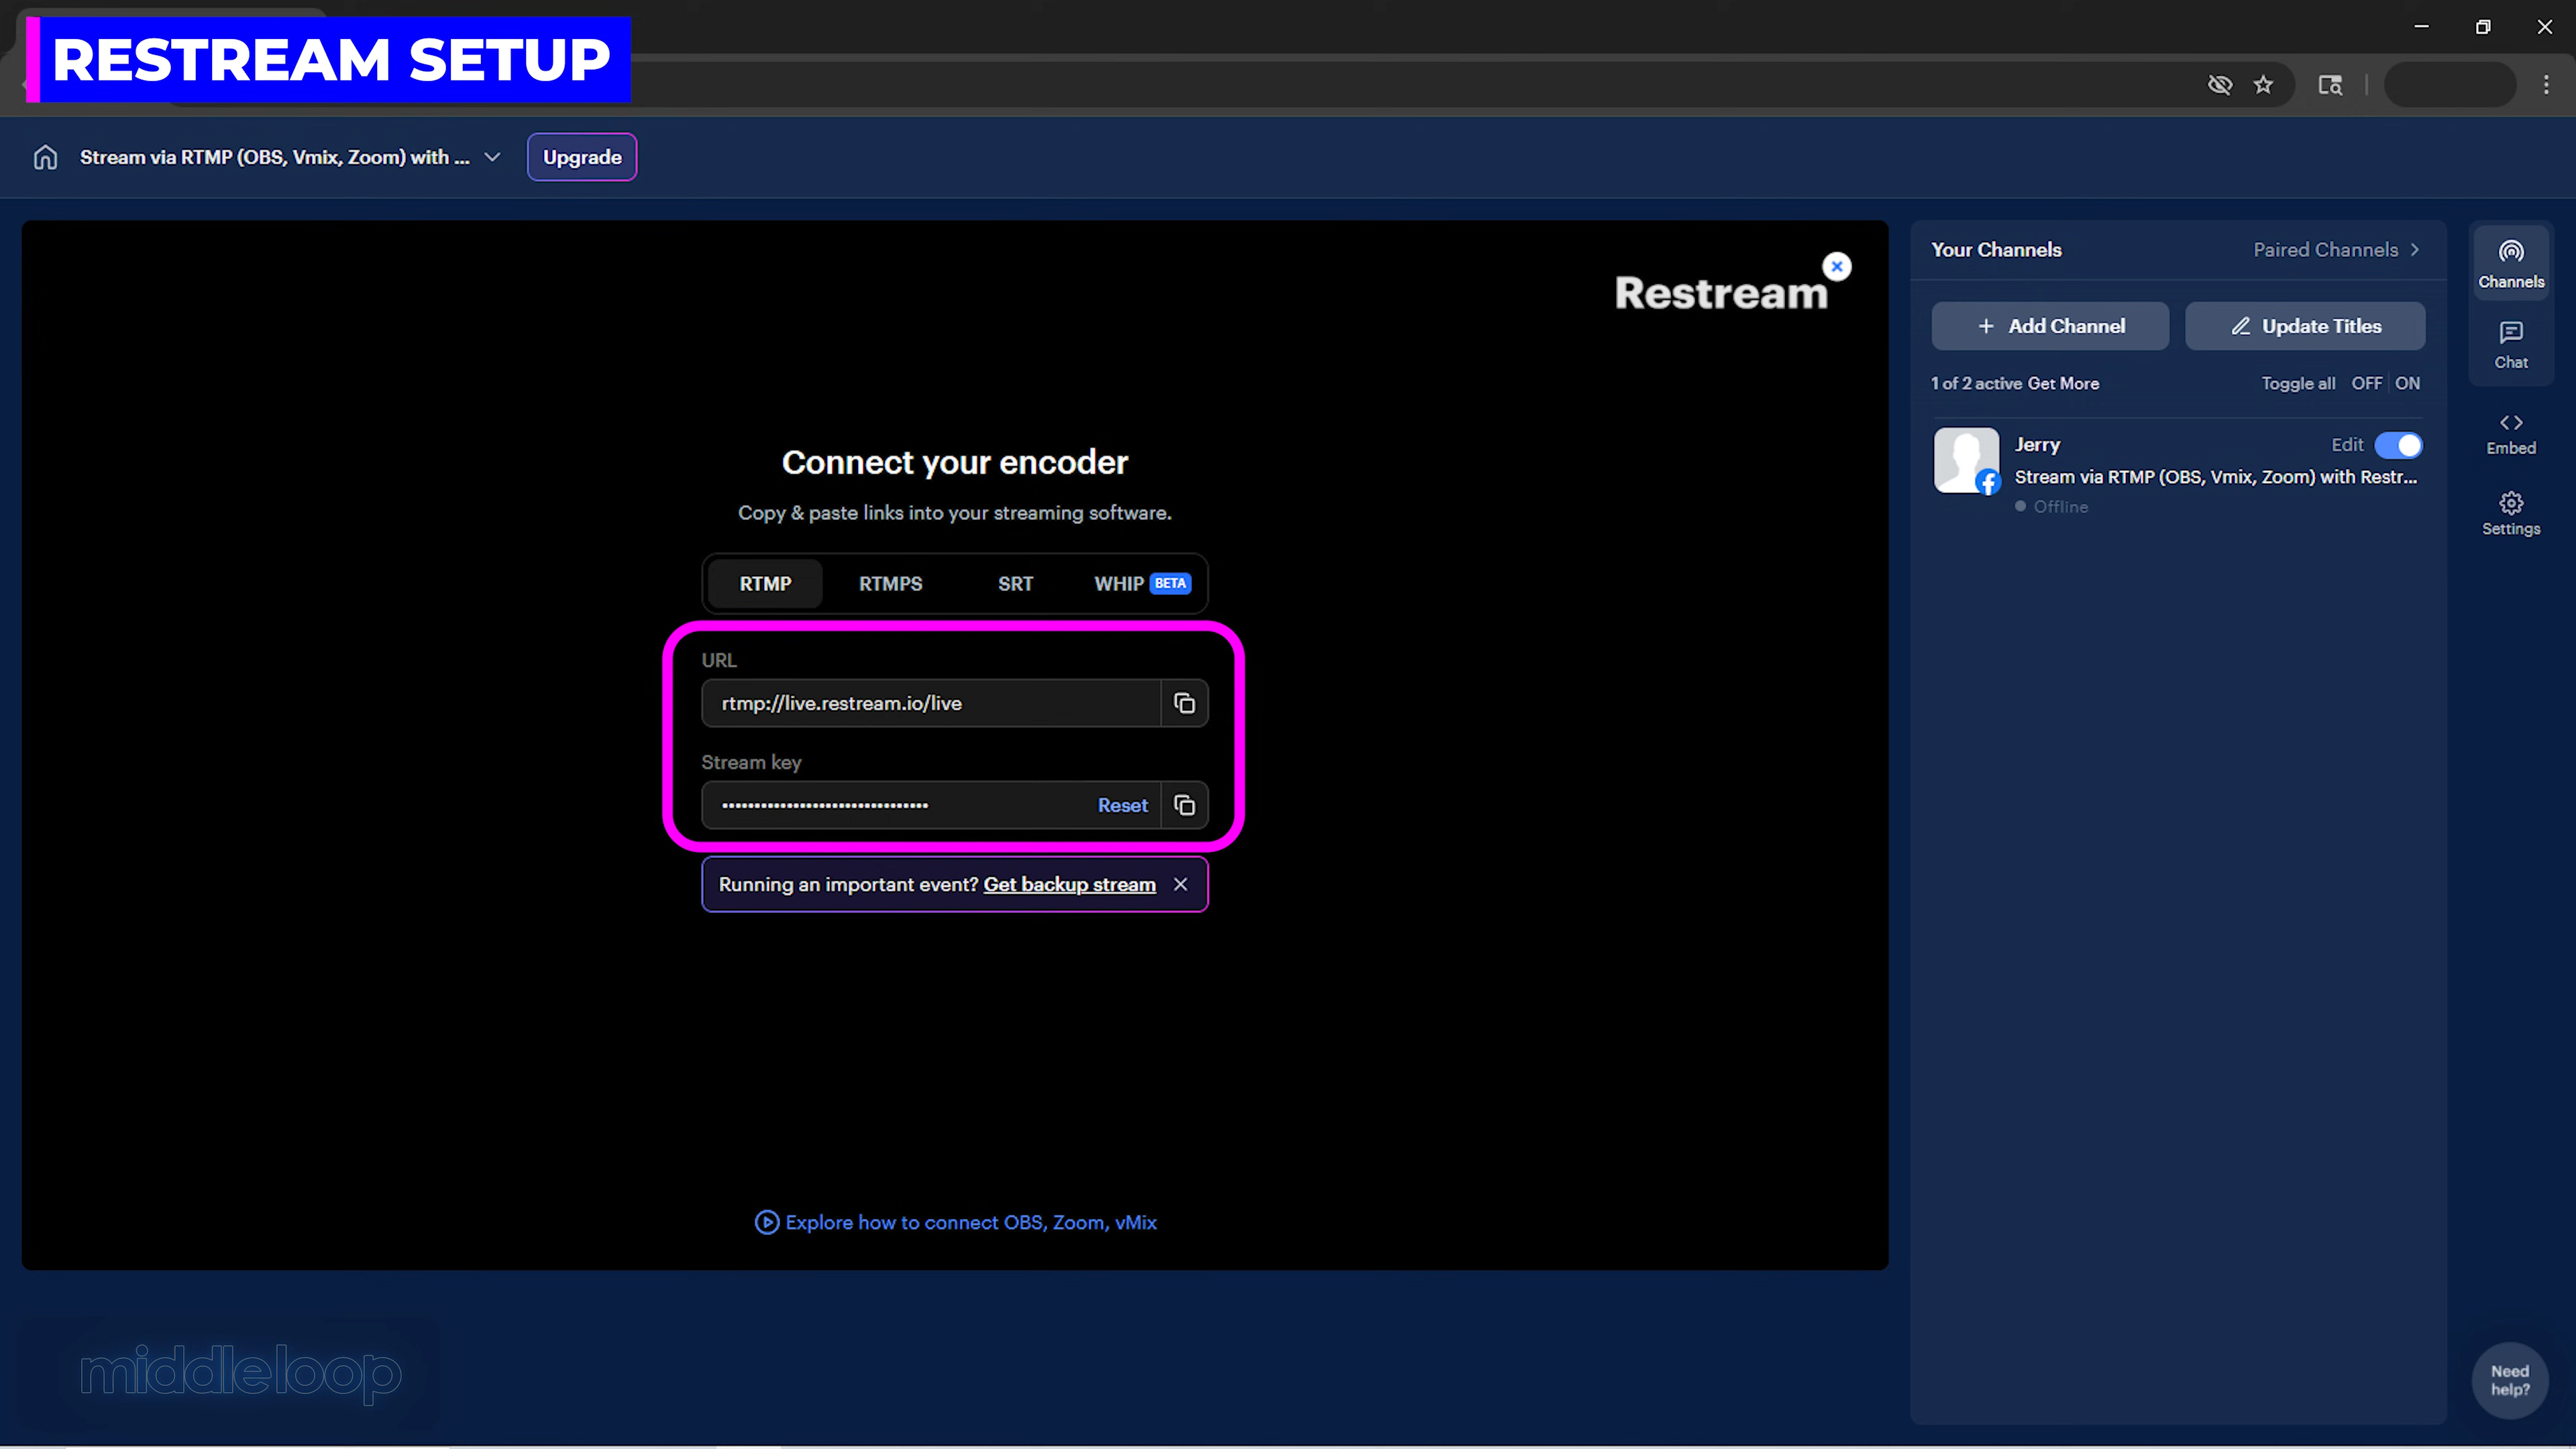 RESTREAM SETUP
Stream via RTMP (OBS, Vmix, Zoom) with ...
Upgrade
Restream
Connect your encoder
Copy & paste links into your streaming software.
RTMP RTMPS SRT WHIP BETA
URL
rtmp://live.restream.io/live
Stream key
••••••••••••••••••••••••••••••••• Reset
Running an important event? Get backup stream
Explore how to connect OBS, Zoom, vMix
Your Channels Paired Channels
+ Add Channel Update Titles
1 of 2 active Get More Toggle all OFF ON
Jerry Edit
Stream via RTMP (OBS, Vmix, Zoom) with Restr...
Offline
Channels
Chat
Embed
Settings
middleloop
Need
help?